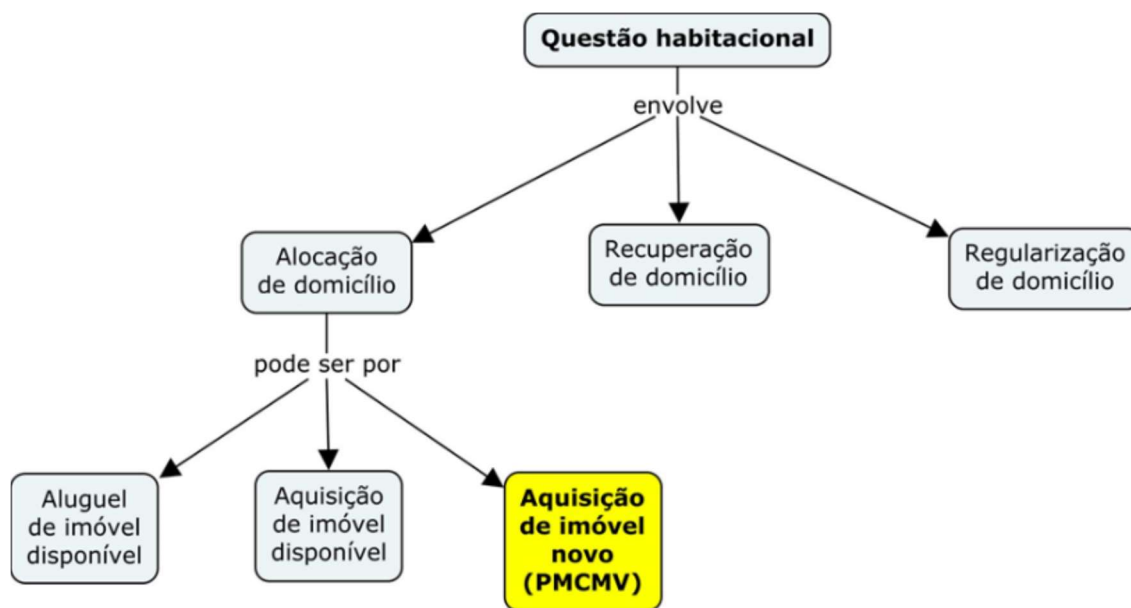 Questão habitacional
envolve
Alocação
de domicílio
Recuperação
de domicílio
Regularização
de domicílio
pode ser por
Aluguel
de imóvel
disponível
Aquisição
de imóvel
disponível
Aquisição
de imóvel
novo
(PMCMV)